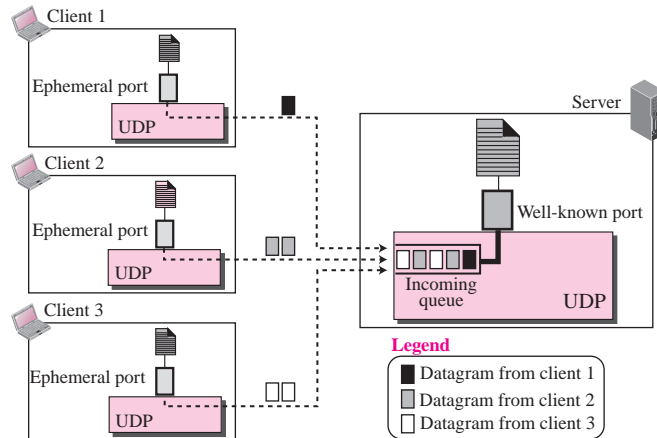 Client 1
Ephemeral port
UDP
Client 2
Ephemeral port
UDP
Client 3
Ephemeral port
UDP
Server
Well-known port
Incoming
queue
UDP
Legend
Datagram from client 1
Datagram from client 2
Datagram from client 3